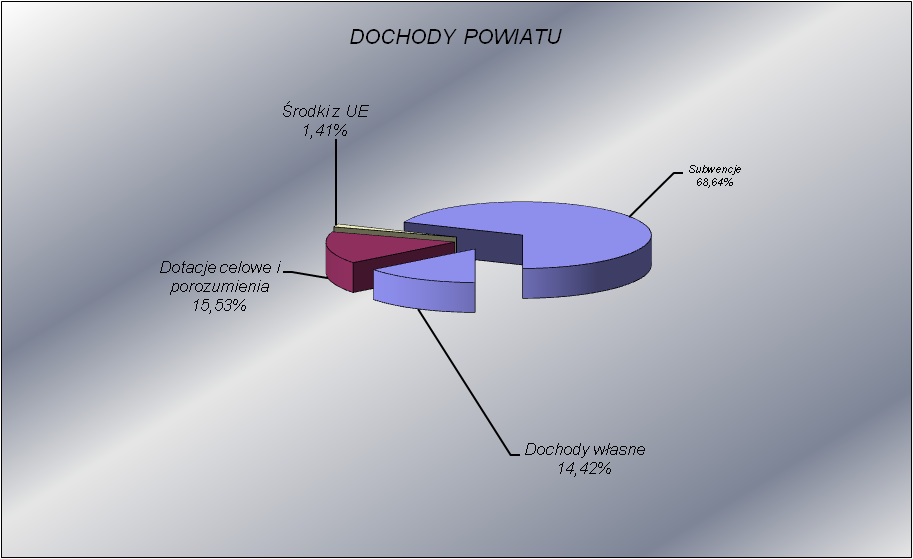 DOCHODY POWIATU
Środki z UE
1,41%
Subwencje
68,64%
Dotacje celowe i
porozumienia
15,53%
Dochody własne
14,42%